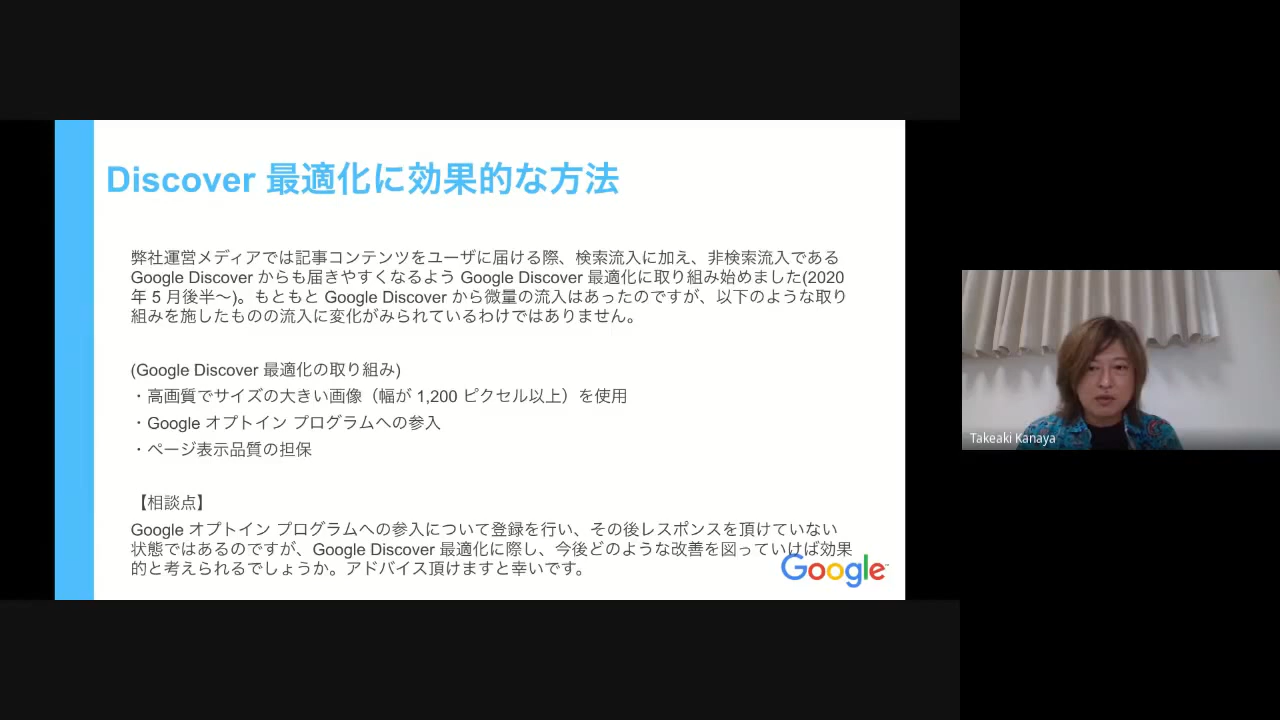 Discover 最適化に効果的な方法
弊社運営メディアでは記事コンテンツをユーザに届ける際、検索流入に加え、非検索流入である
Google Discover からも届きやすくなるよう Google Discover 最適化に取り組み始めました(2020
年 5 月後半〜)。もともと Google Discover から微量の流入はあったのですが、以下のような取り
組みを施したものの流入に変化がみられているわけではありません。
(Google Discover 最適化の取り組み)
・高画質でサイズの大きい画像（幅が 1,200 ピクセル以上）を使用
・Google オプトイン プログラムへの参入
・ページ表示品質の担保
【相談点】
Google オプトイン プログラムへの参入について登録を行い、その後レスポンスを頂けていない
状態ではあるのですが、Google Discover 最適化に際し、今後どのような改善を図っていけば効果
的と考えられるでしょうか。アドバイス頂けますと幸いです。
Google
Takeaki Kanaya